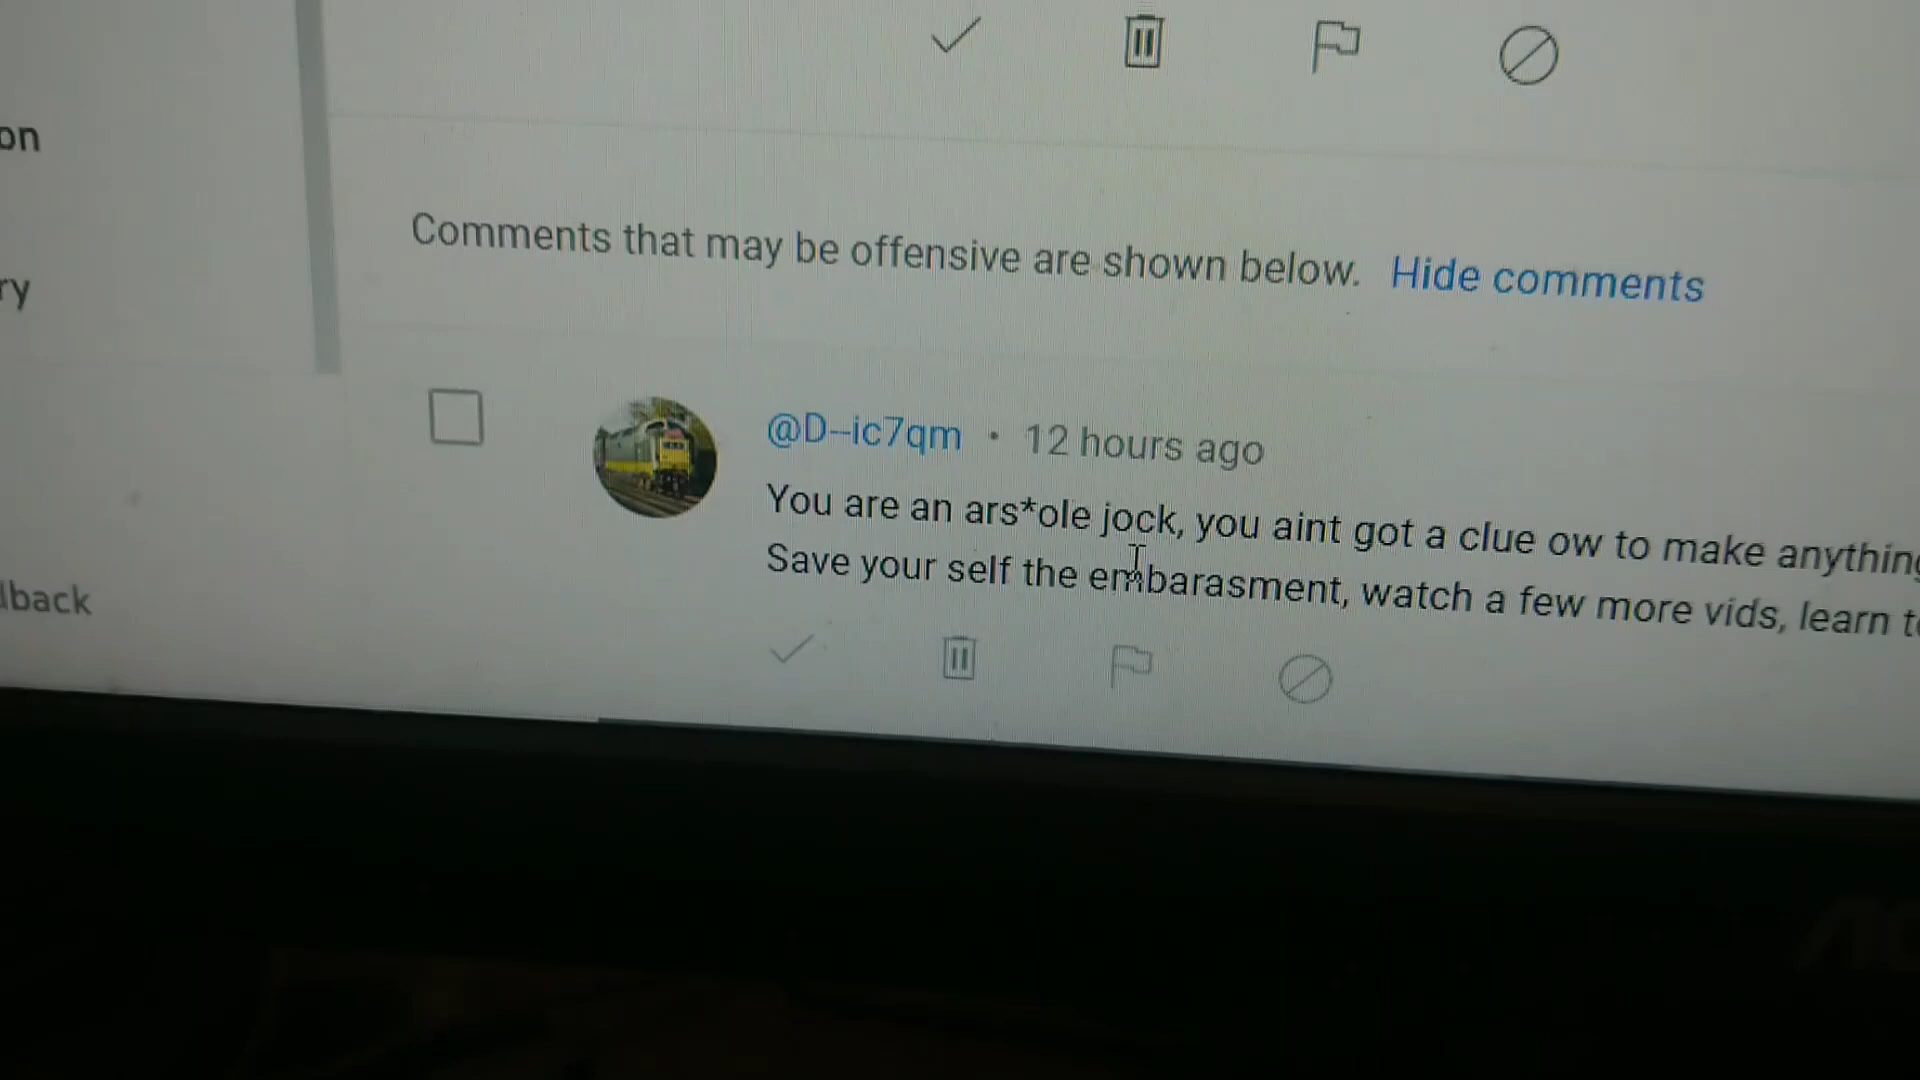 on
Comments that may be offensive are shown below. Hide comments
ry
@D--ic7qm · 12 hours ago
You are an ars*ole jock, you aint got a clue ow to make anything
Save your self the embarasment, watch a few more vids, learn
lback